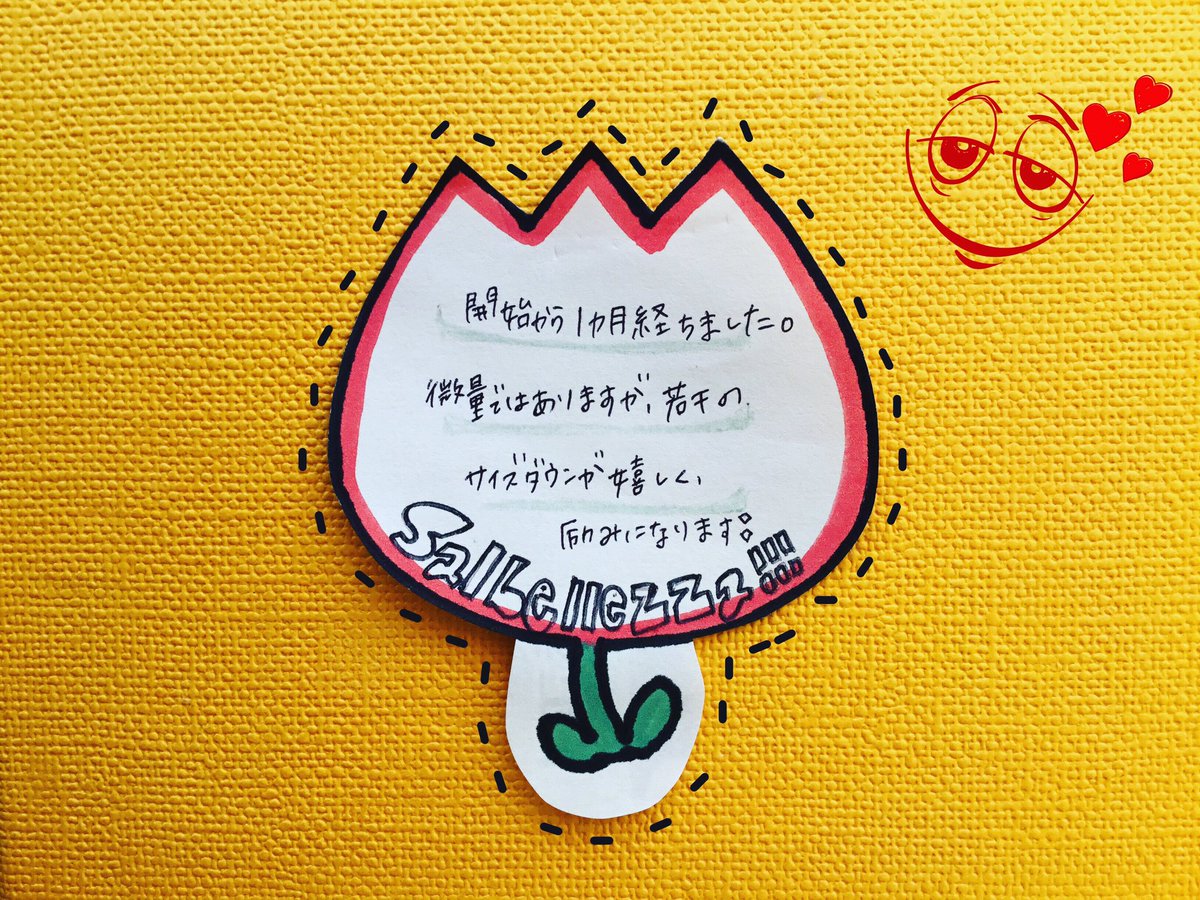 開始から1カ月経ちました。
微量ではありますが、若干の
サイズダウンが嬉しく、
励みになります!
SalLellezzz!!!